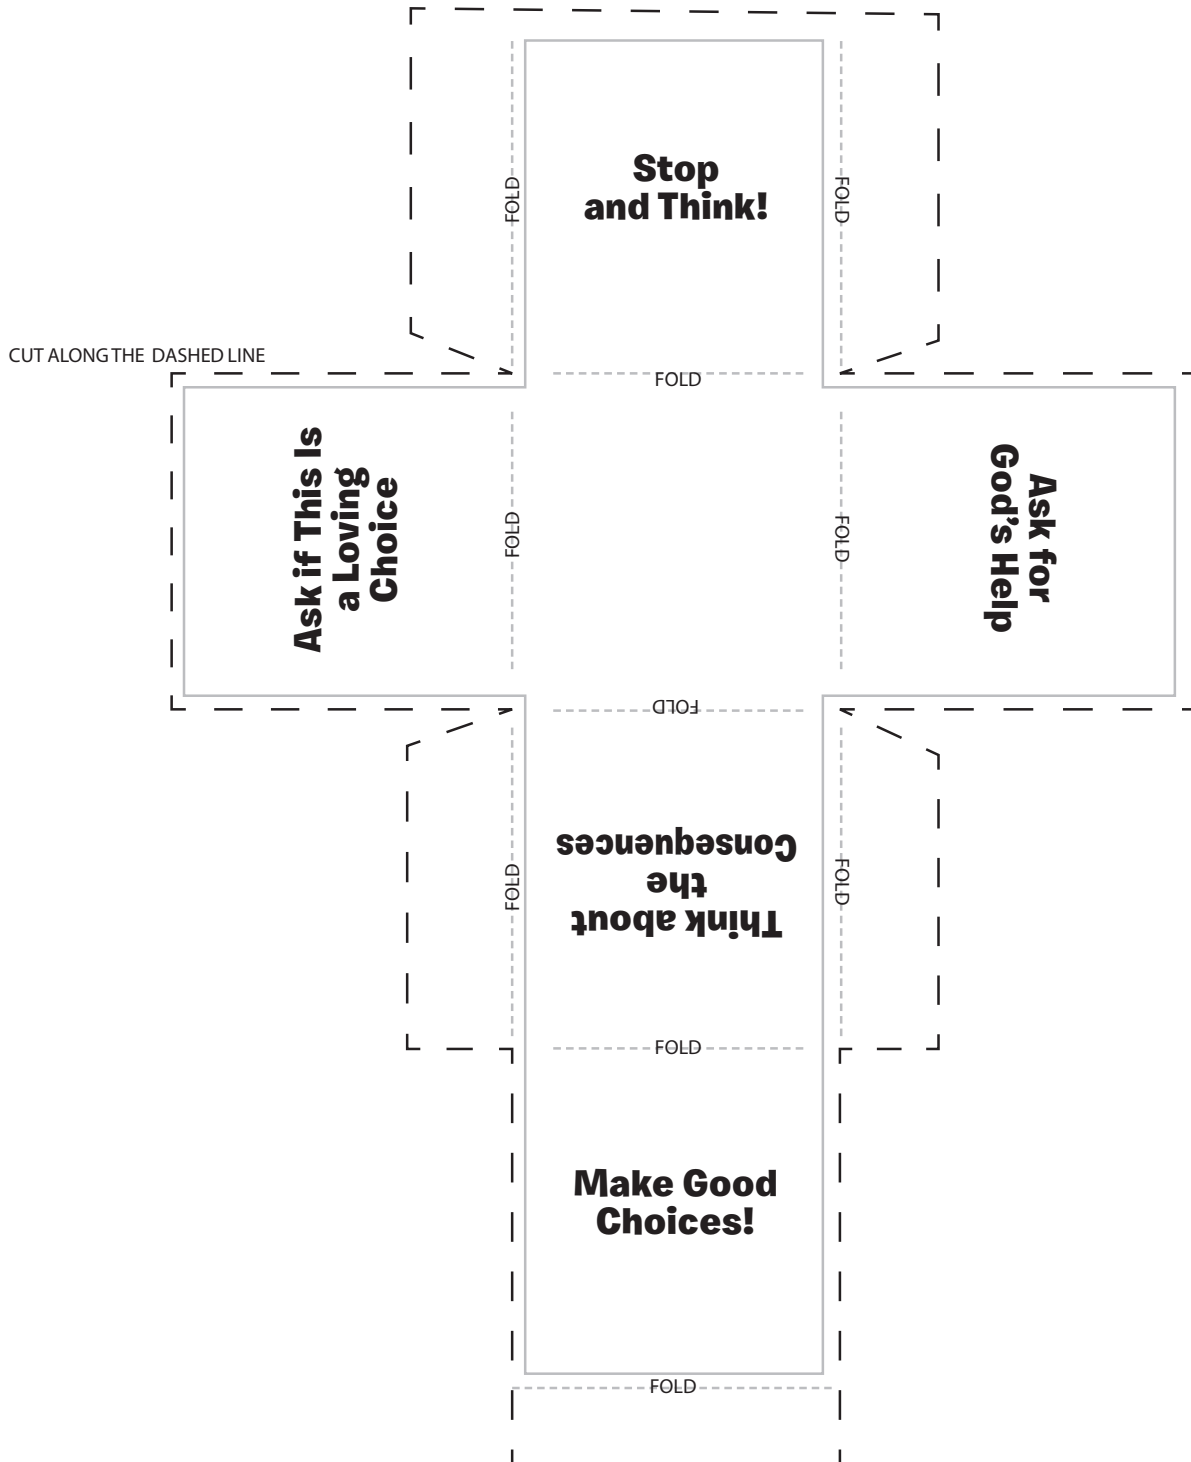 Stop
and Think!
FOLD
FOLD
CUT ALONG THE DASHED LINE
FOLD
Ask if This Is
a Loving
Choice
FOLD
FOLD
Ask for
God's Help
FOLD
Think about
the
Consequences
FOLD
FOLD
FOLD
Make Good
Choices!
FOLD